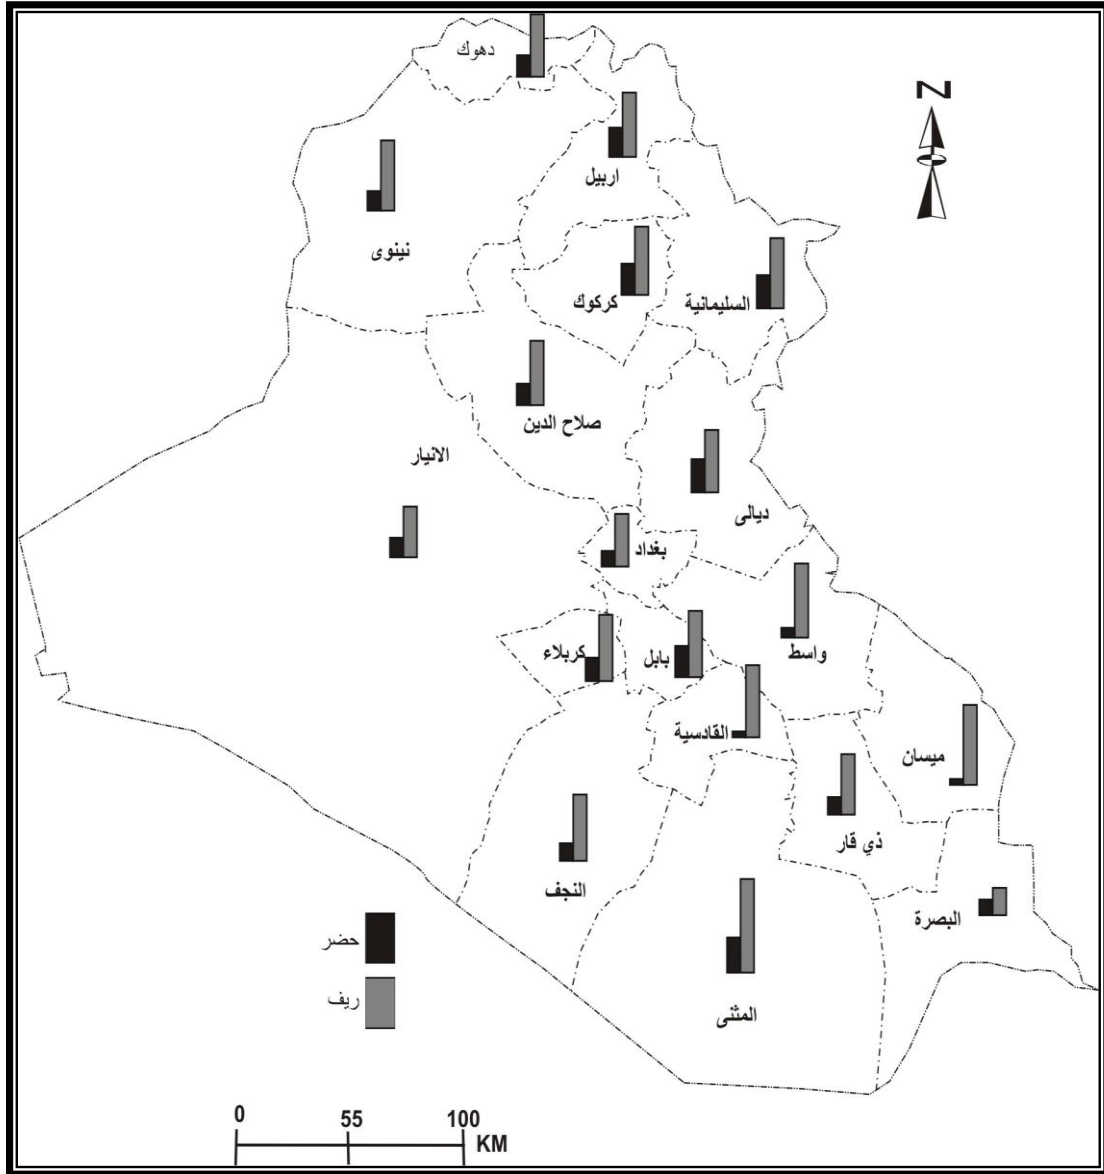 دهوك
N
اربيل
نينوى
كركوك
السليمانية
صلاح الدين
الانيار
ديالى
بغداد
كربلاء
بابل
واسط
القادسية
ميسان
ذي قار
النجف
البصرة
حضر
ريف
المثنى
0 55 100
KM